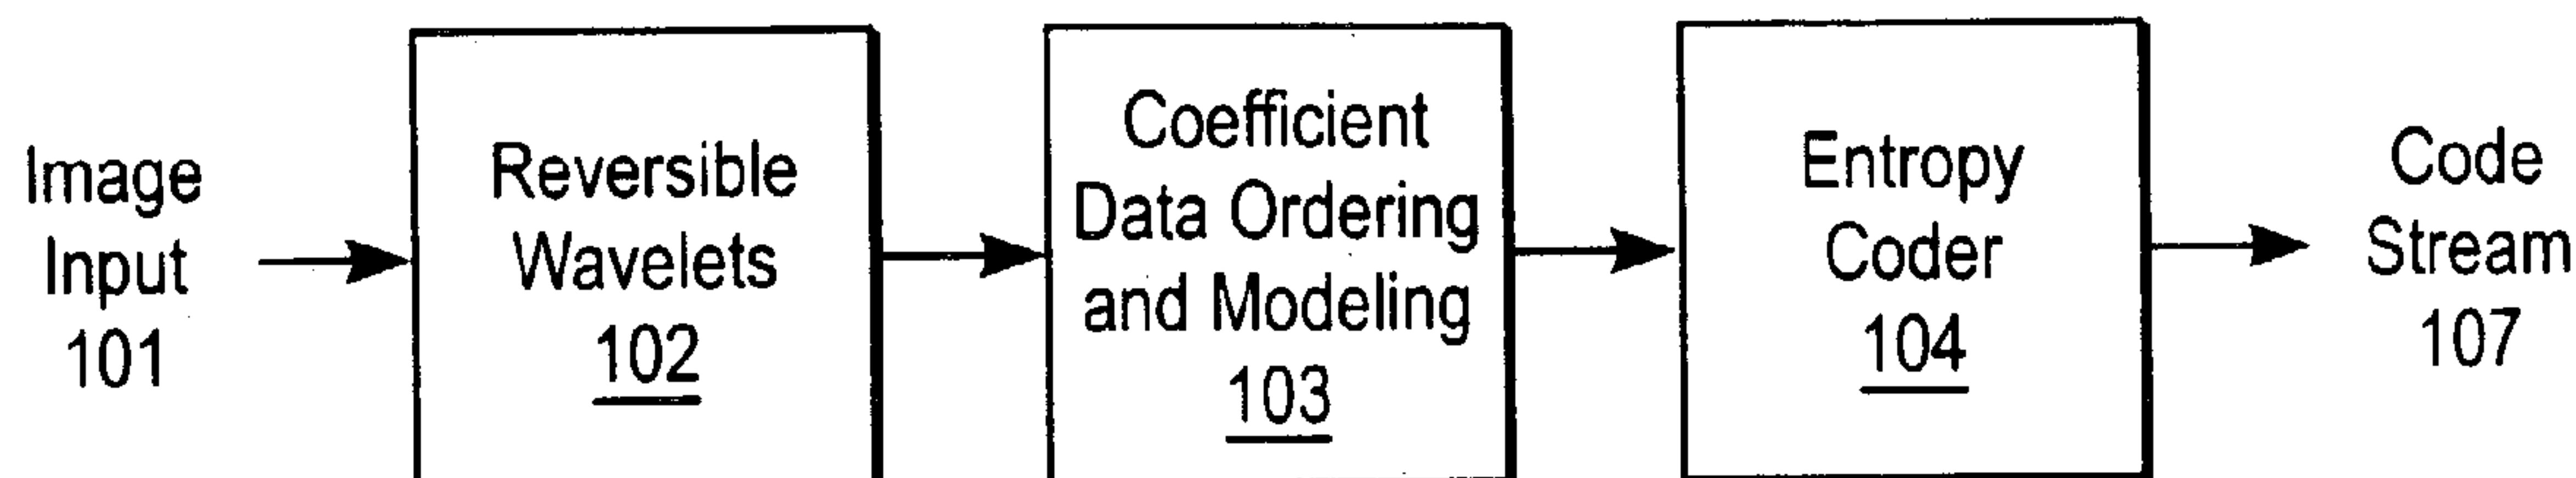 Image
Input
101
Reversible
Wavelets
102
Coefficient
Data Ordering
and Modeling
103
Entropy
Coder
104
Code
Stream
107